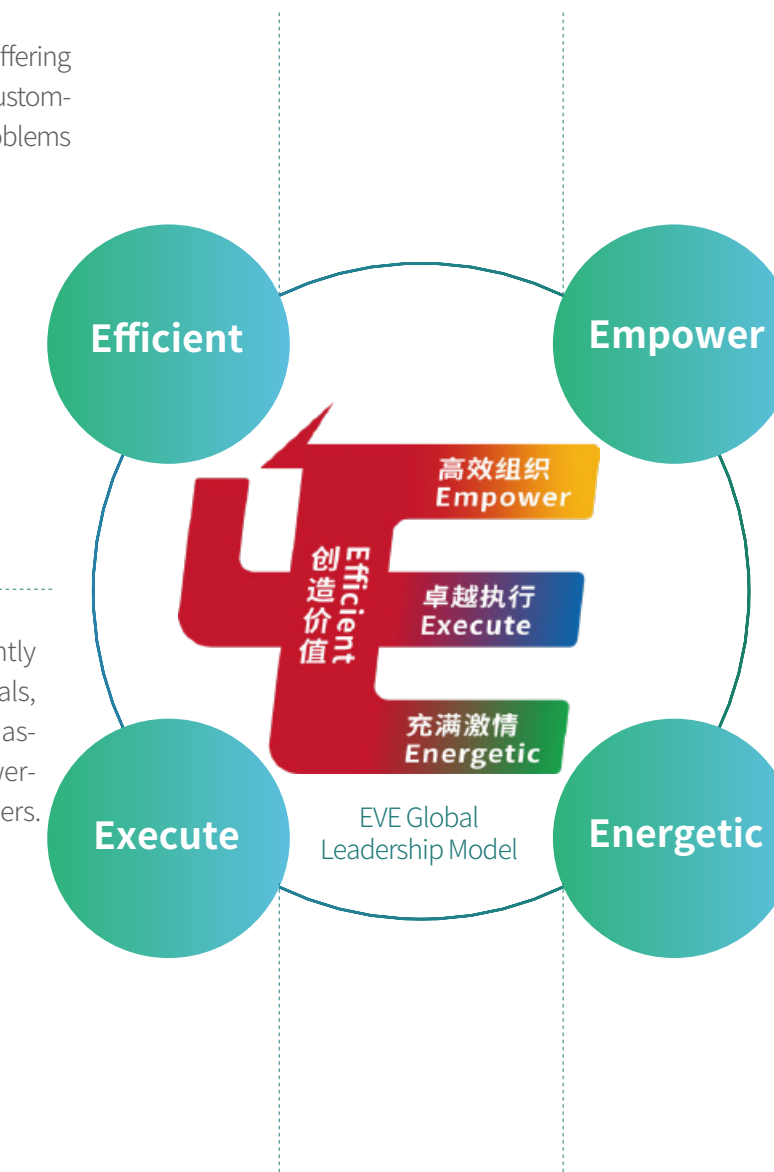 ffering
ustom-
oblems
Efficient
Empower
高效组织
Empower
创造价值
Efficient
卓越执行
Execute
充满激情
Energetic
ntly
als,
as-
wer-
ers.
Execute
EVE Global
Leadership Model
Energetic